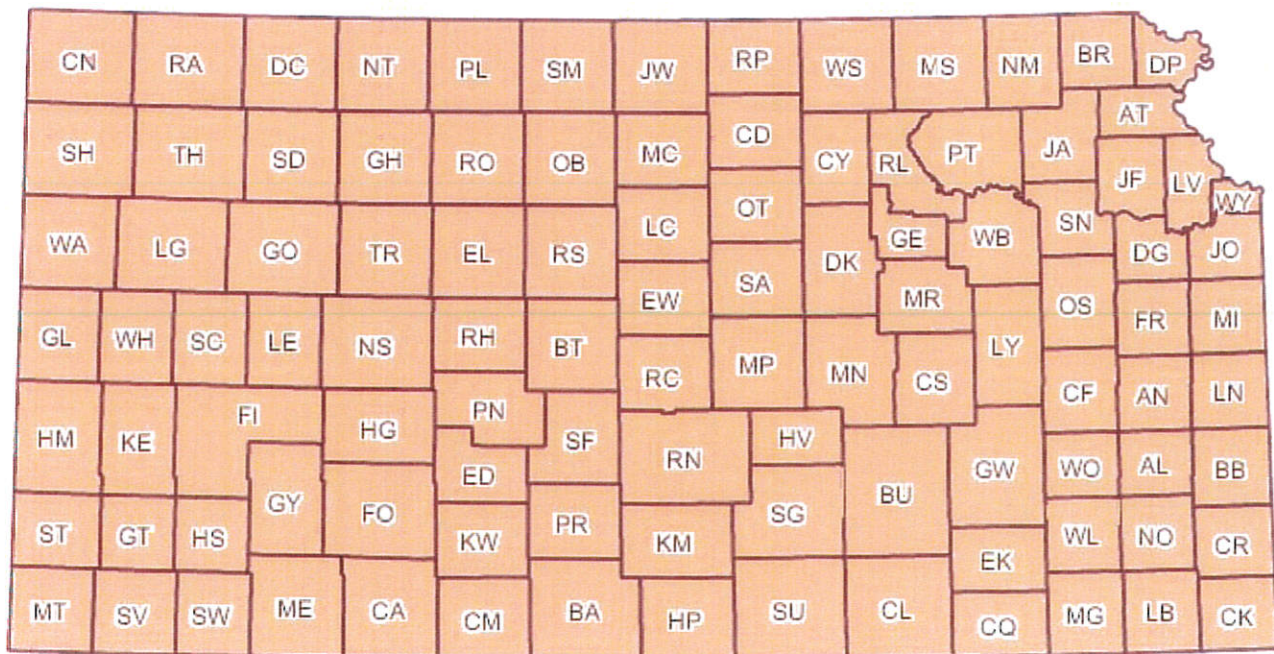 CN RA DC NT PL SM JW RP WS MS NM BR DP
AT
SH TH SD GH RO OB MC CD CY RL PT JA JF LV
WY
WA LG GO TR EL RS LC OT DK GE WB SN DG JO
EW SA MR
GL WH SC LE NS RH BT RC MP MN CS LY OS FR MI
HM KE FI HG PN SF RN HV CF AN LN
ED BU GW WO AL BB
ST GT HS GY FO KW PR KM SG EK WL NO CR
MT SV SW ME CA CM BA HP SU CL CQ MG LB CK